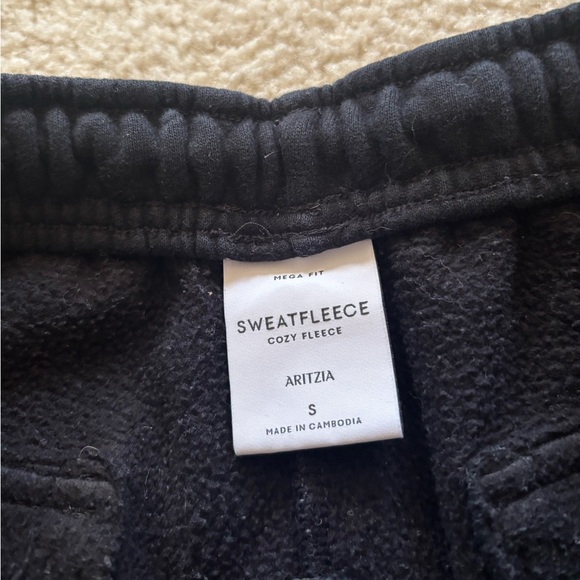 MEGA FIT
SWEATFLEECE
COZY FLEECE
ARITZIA
S
MADE IN CAMBODIA